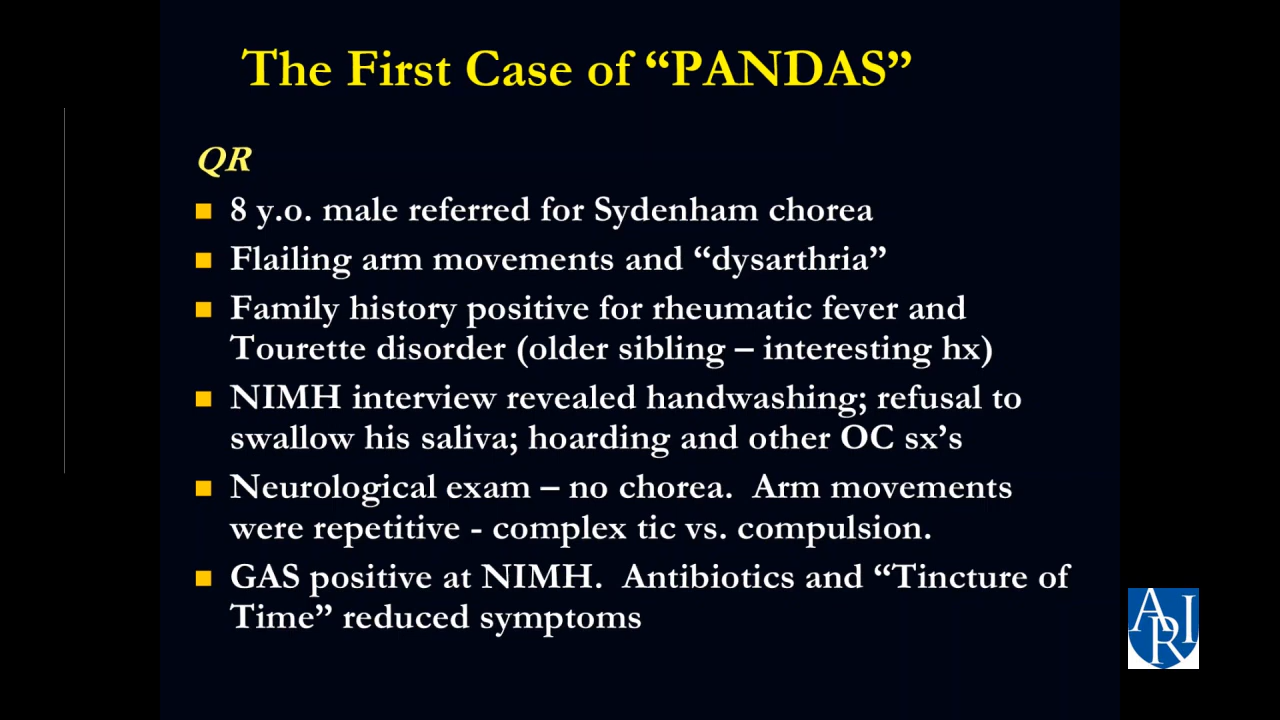 The First Case of “PANDAS”
QR
8 y.o. male referred for Sydenham chorea
Flailing arm movements and “dysarthria”
Family history positive for rheumatic fever and
Tourette disorder (older sibling – interesting hx)
NIMH interview revealed handwashing; refusal to
swallow his saliva; hoarding and other OC sx’s
Neurological exam – no chorea.  Arm movements
were repetitive - complex tic vs. compulsion.
GAS positive at NIMH.  Antibiotics and “Tincture of
Time” reduced symptoms
ARI